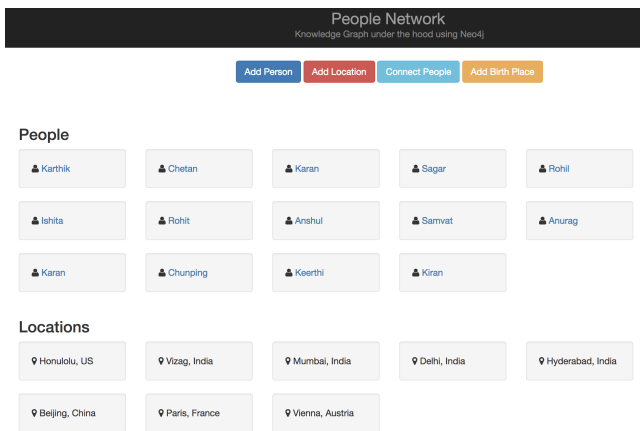 People Network
Knowledge Graph under the hood using Neo4j
Add Person Add Location Connect People Add Birth Place
People
Karthik Chetan Karan Sagar Rohil
Ishita Rohit Anshul Samvat Anurag
Karan Chunping Keerthi Kiran
Locations
Honulolu, US Vizag, India Mumbai, India Delhi, India Hyderabad, India
Beijing, China Paris, France Vienna, Austria